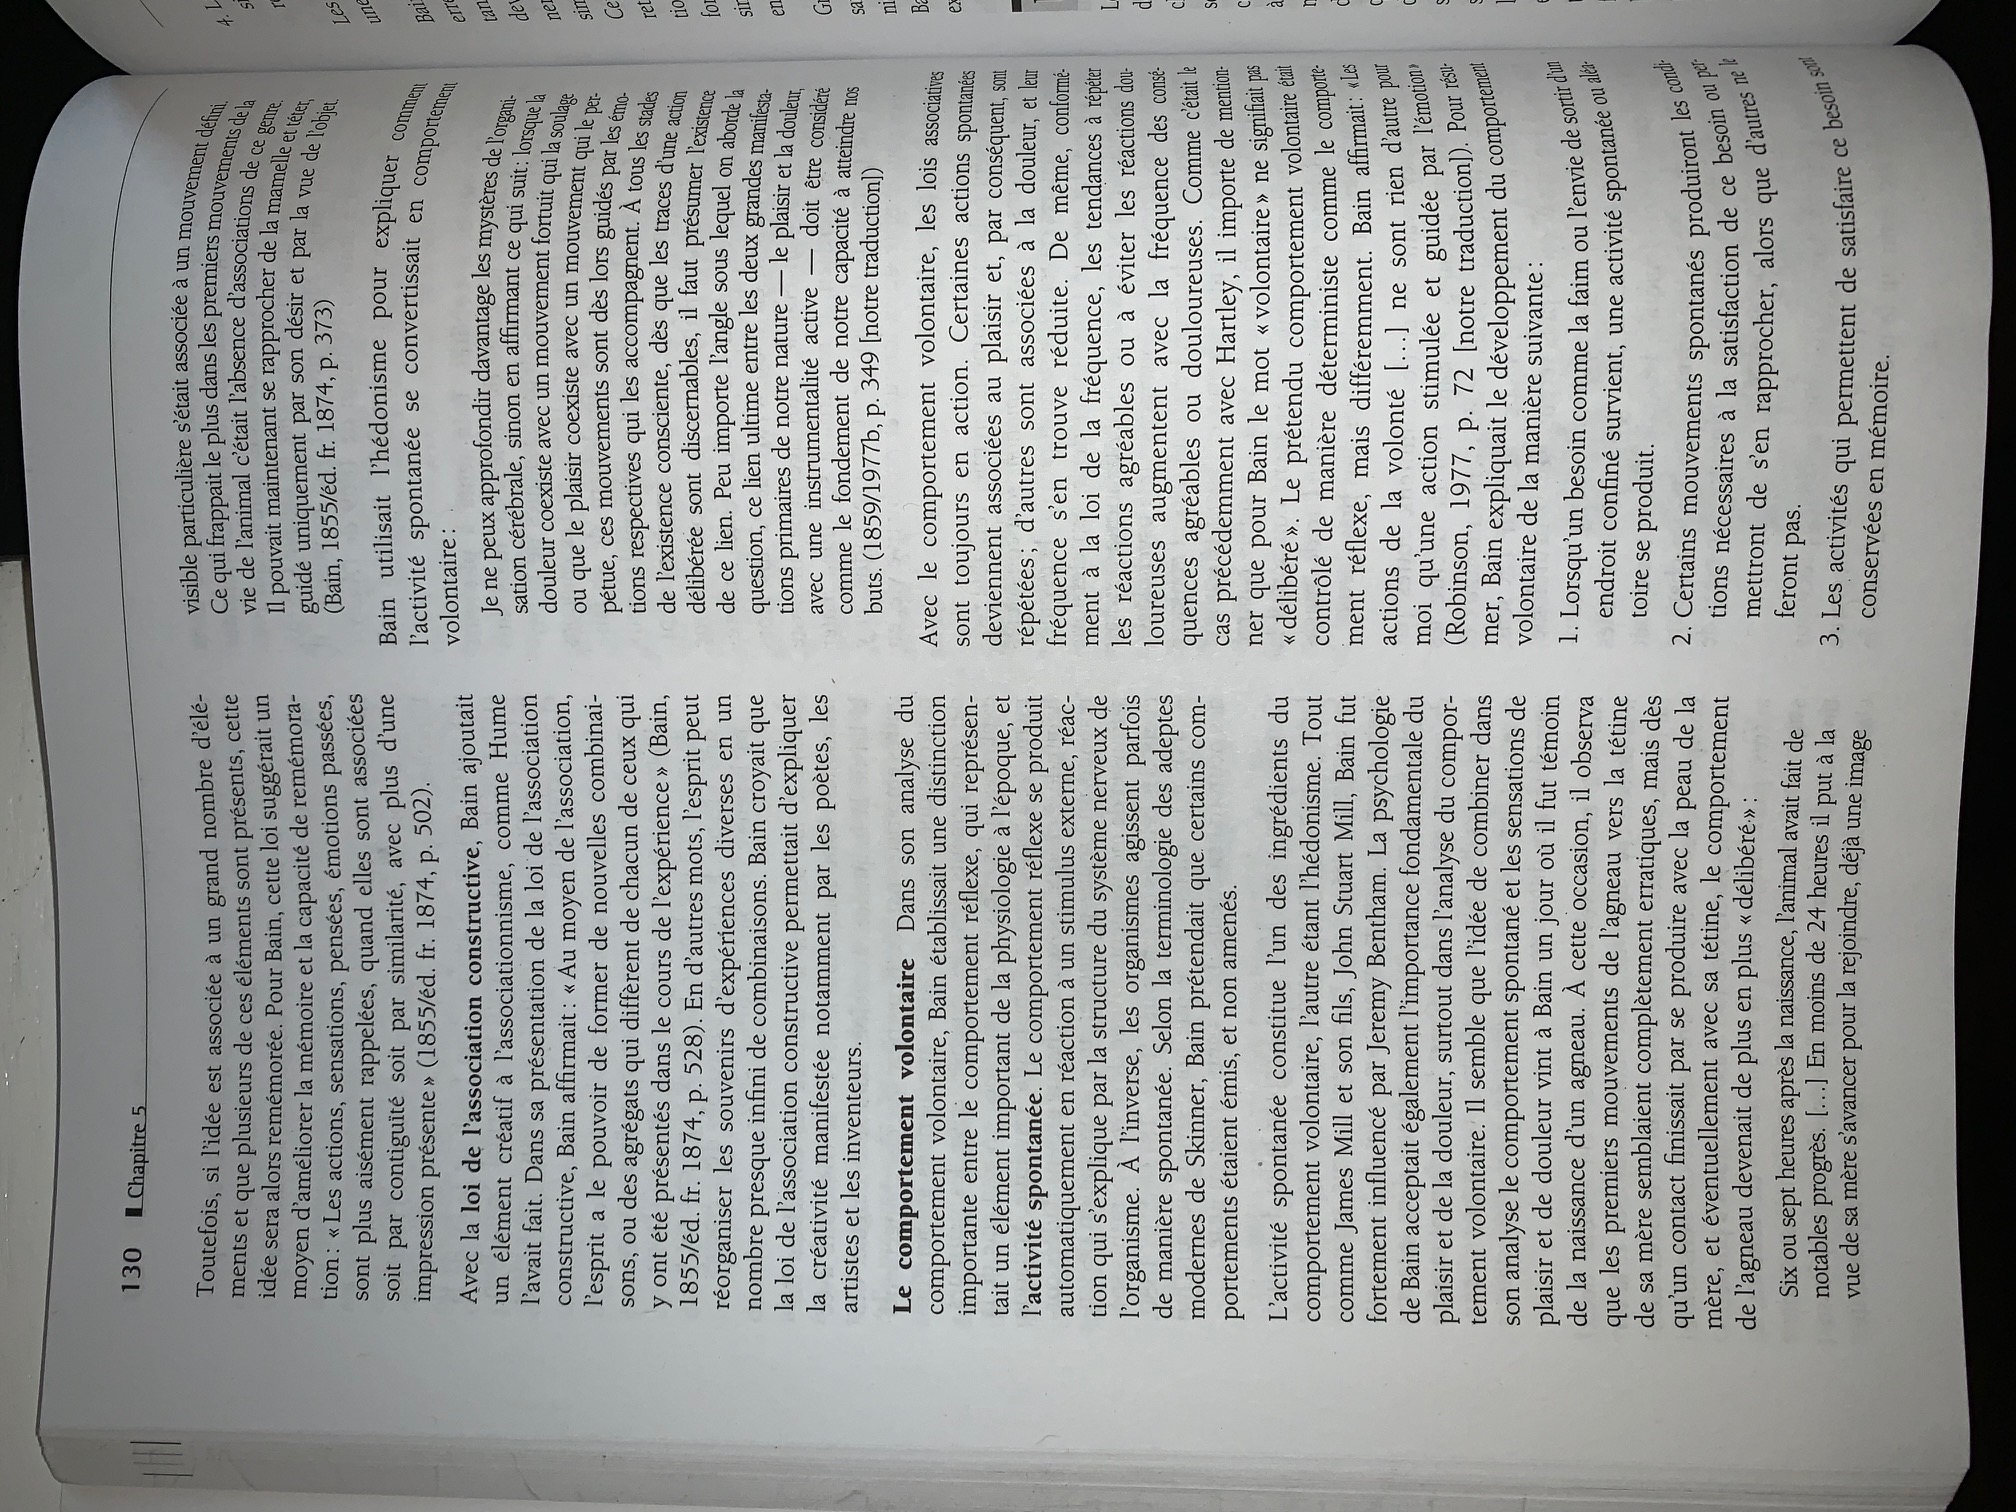 130 Chapitre 5
Toutefois, si l'idée est associée à un grand nombre d'élé-
ments et que plusieurs de ces éléments sont présents, cette
idée sera alors remémorée. Pour Bain, cette loi suggérait un
moyen d'améliorer la mémoire et la capacité de remémora-
tion : « Les actions, sensations, pensées, émotions passées,
sont plus aisément rappelées, quand elles sont associées
soit par contiguïté soit par similarité, avec plus d'une
impression présente » (1855/éd. fr. 1874, p. 502).
Avec la loi de l'association constructive, Bain ajoutait
un élément créatif à l'associationnisme, comme Hume
l'avait fait. Dans sa présentation de la loi de l'association
constructive, Bain affirmait : « Au moyen de l'association,
l'esprit a le pouvoir de former de nouvelles combinai-
sons, ou des agrégats qui diffèrent de chacun de ceux qui
y ont été présentés dans le cours de l'expérience » (Bain,
1855/éd. fr. 1874, p. 528). En d'autres mots, l'esprit peut
réorganiser les souvenirs d'expériences diverses en un
nombre presque infini de combinaisons. Bain croyait que
la loi de l'association constructive permettait d'expliquer
la créativité manifestée notamment par les poètes, les
artistes et les inventeurs.
Le comportement volontaire Dans son analyse du
comportement volontaire, Bain établissait une distinction
importante entre le comportement réflexe, qui représen-
tait un élément important de la physiologie à l'époque, et
l'activité spontanée. Le comportement réflexe se produit
automatiquement en réaction à un stimulus externe, réac-
tion qui s'explique par la structure du système nerveux de
l'organisme. À l'inverse, les organismes agissent parfois
de manière spontanée. Selon la terminologie des adeptes
modernes de Skinner, Bain prétendait que certains com-
portements étaient émis, et non amenés.
L'activité spontanée constitue l'un des ingrédients du
comportement volontaire, l'autre étant l'hédonisme. Tout
comme James Mill et son fils, John Stuart Mill, Bain fut
fortement influencé par Jeremy Bentham. La psychologie
de Bain acceptait également l'importance fondamentale du
plaisir et de la douleur, surtout dans l'analyse du compor-
tement volontaire. Il semble que l'idée de combiner dans
son analyse le comportement spontané et les sensations de
plaisir et de douleur vint à Bain un jour où il fut témoin
de la naissance d'un agneau. À cette occasion, il observa
que les premiers mouvements de l'agneau vers la tétine
de sa mère semblaient complètement erratiques, mais dès
qu'un contact finissait par se produire avec la peau de la
mère, et éventuellement avec sa tétine, le comportement
de l'agneau devenait de plus en plus « délibéré » :
Six ou sept heures après la naissance, l'animal avait fait de
notables progrès. [...] En moins de 24 heures il put à la
vue de sa mère s'avancer pour la rejoindre, déjà une image
visible particulière s'était associée à un mouvement défini.
Ce qui frappait le plus dans les premiers mouvements de la
vie de l'animal c'était l'absence d'associations de ce genre.
Il pouvait maintenant se rapprocher de la mamelle et téter,
guidé uniquement par son désir et par la vue de l'objet.
(Bain, 1855/éd. fr. 1874, p. 373)
Bain utilisait l'hédonisme pour expliquer comment
l'activité spontanée se convertissait en comportement
volontaire :
Je ne peux approfondir davantage les mystères de l'organi-
sation cérébrale, sinon en affirmant ce qui suit : lorsque la
douleur coexiste avec un mouvement fortuit qui la soulage
ou que le plaisir coexiste avec un mouvement qui le per-
pétue, ces mouvements sont dès lors guidés par les émo-
tions respectives qui les accompagnent. À tous les stades
de l'existence consciente, dès que les traces d'une action
délibérée sont discernables, il faut présumer l'existence
de ce lien. Peu importe l'angle sous lequel on aborde la
question, ce lien ultime entre les deux grandes manifesta-
tions primaires de notre nature — le plaisir et la douleur,
avec une instrumentalité active — doit être considéré
comme le fondement de notre capacité à atteindre nos
buts. (1859/1977b, p. 349 [notre traduction])
Avec le comportement volontaire, les lois associatives
sont toujours en action. Certaines actions spontanées
deviennent associées au plaisir et, par conséquent, sont
répétées ; d'autres sont associées à la douleur, et leur
fréquence s'en trouve réduite. De même, conformé-
ment à la loi de la fréquence, les tendances à répéter
les réactions agréables ou à éviter les réactions dou-
loureuses augmentent avec la fréquence des consé-
quences agréables ou douloureuses. Comme c'était le
cas précédemment avec Hartley, il importe de mention-
ner que pour Bain le mot « volontaire » ne signifiait pas
« délibéré ». Le prétendu comportement volontaire était
contrôlé de manière déterministe comme le comporte-
ment réflexe, mais différemment. Bain affirmait : « Les
actions de la volonté [...] ne sont rien d'autre pour
moi qu'une action stimulée et guidée par l'émotion »
(Robinson, 1977, p. 72 [notre traduction]). Pour résu-
mer, Bain expliquait le développement du comportement
volontaire de la manière suivante :
1. Lorsqu'un besoin comme la faim ou l'envie de sortir d'un
endroit confiné survient, une activité spontanée ou aléa-
toire se produit.
2. Certains mouvements spontanés produiront les condi-
tions nécessaires à la satisfaction de ce besoin ou per-
mettront de s'en rapprocher, alors que d'autres ne le
feront pas.
3. Les activités qui permettent de satisfaire ce besoin sont
conservées en mémoire.